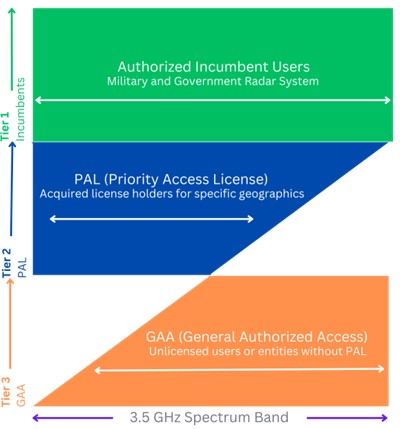 Tier 1
Incumbents
Authorized Incumbent Users
Military and Government Radar System
Tier 2
PAL
PAL (Priority Access License)
Acquired license holders for specific geographics
Tier 3
GAA
GAA (General Authorized Access)
Unlicensed users or entities without PAL
3.5 GHz Spectrum Band